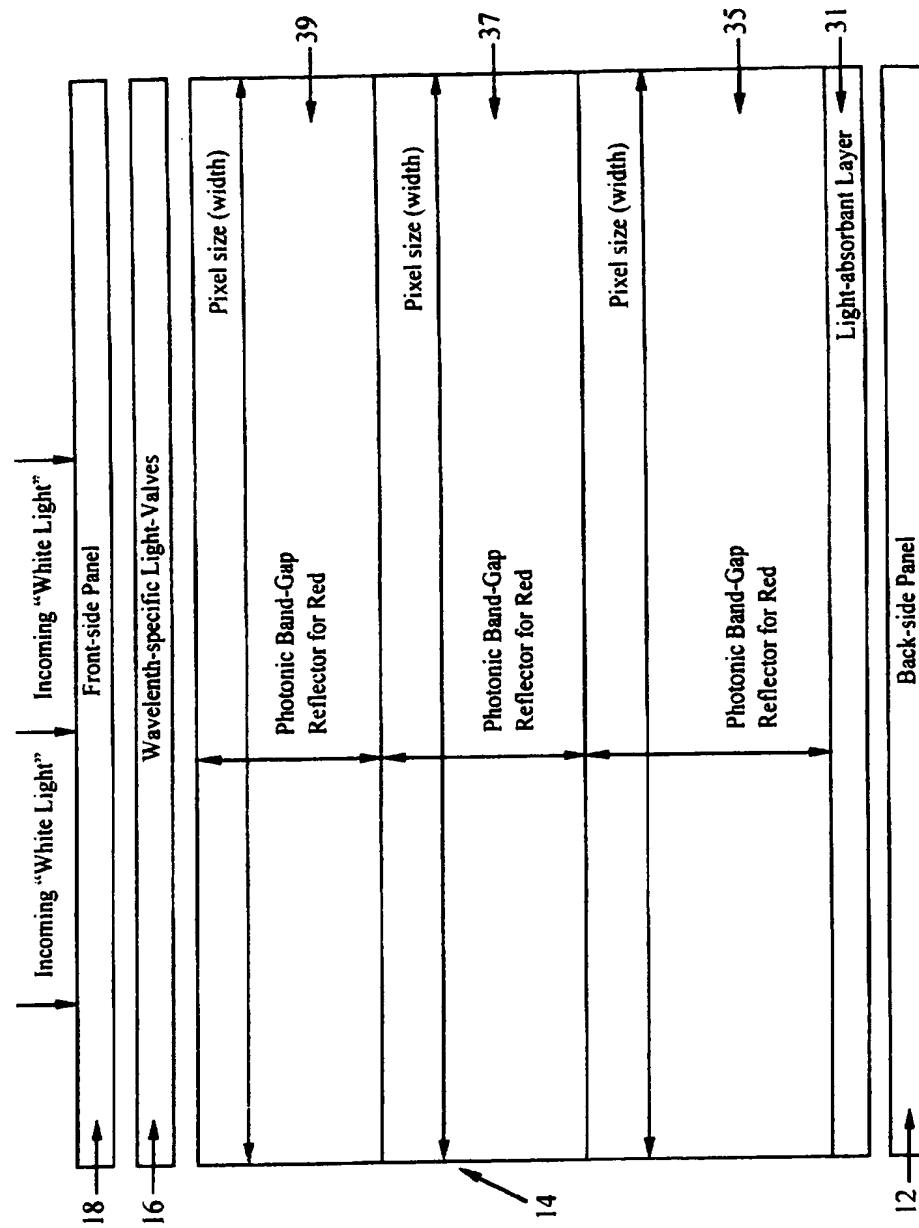 Incoming "White Light"
Incoming "White Light"
18
Front-side Panel
16
Wavelenth-specific Light-Valves
Pixel size (width)
39
Photonic Band-Gap
Reflector for Red
Pixel size (width)
37
Photonic Band-Gap
Reflector for Red
14
Pixel size (width)
35
Photonic Band-Gap
Reflector for Red
Light-absorbant Layer
31
12
Back-side Panel